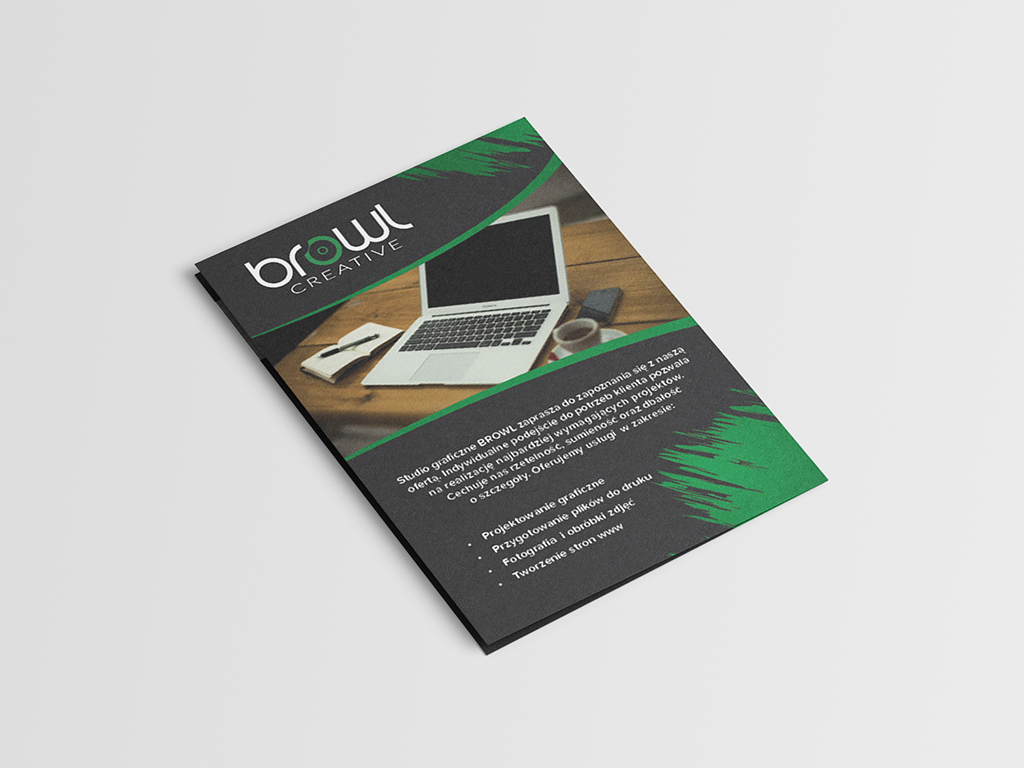 browl
CREATIVE
Studio graficzne BROWL zaprasza do zapoznania się z naszą
ofertą. Indywidualne podejście do potrzeb klienta pozwala
na realizację najbardziej wymagających projektów.
Cechuje nas rzetelność, sumieność oraz dbałość
o szczegóły. Oferujemy usługi w zakresie:
• Projektowanie graficzne
• Przygotowanie plików do druku
• Fotografia i obróbki zdjęć
• Tworzenie stron www